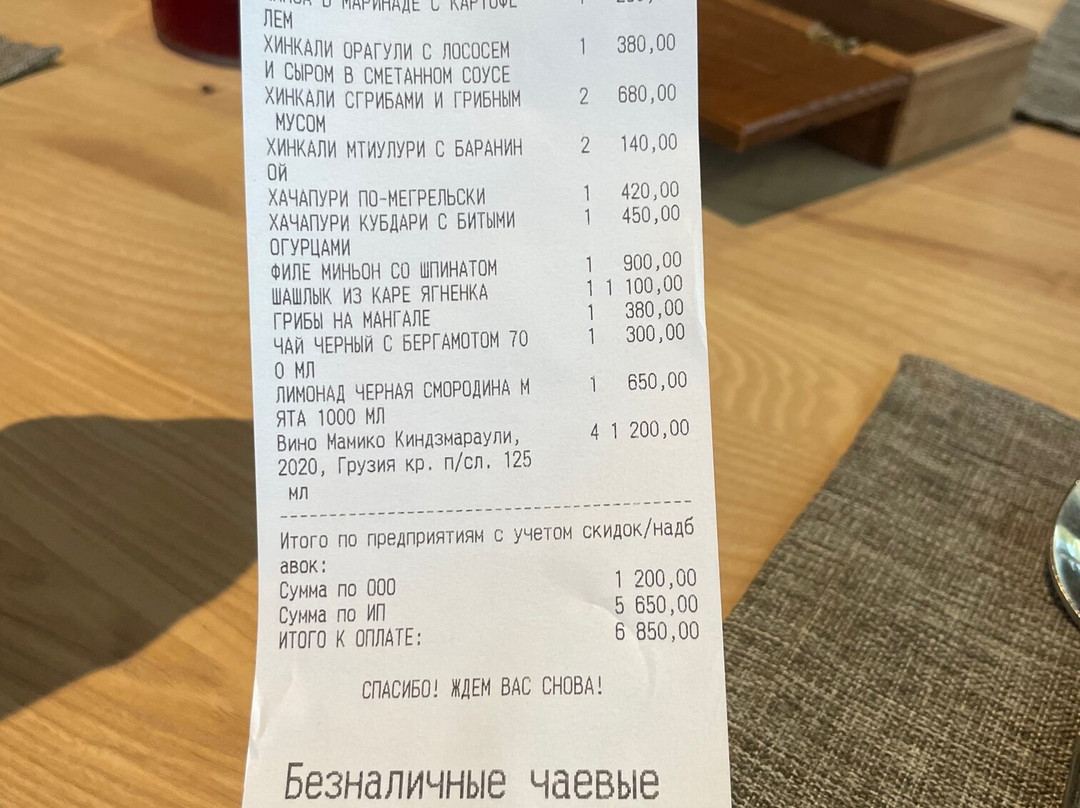 В МАРИНАДЕ С КАРТОФЕ
ЛЕМ
ХИНКАЛИ ОРАГУЛИ С ЛОСОСЕМ 1 380,00
И СЫРОМ В СМЕТАННОМ СОУСЕ
ХИНКАЛИ СГРИБАМИ И ГРИБНЫМ 2 680,00
МУСОМ
ХИНКАЛИ МТИУЛУРИ С БАРАНИН 2 140,00
ОЙ
ХАЧАПУРИ ПО-МЕГРЕЛЬСКИ 1 420,00
ХАЧАПУРИ КУБДАРИ С БИТЫМИ 1 450,00
ОГУРЦАМИ
ФИЛЕ МИНЬОН СО ШПИНАТОМ 1 900,00
ШАШЛЫК ИЗ КАРЕ ЯГНЕНКА 1 1 100,00
ГРИБЫ НА МАНГАЛЕ 1 380,00
ЧАЙ ЧЕРНЫЙ С БЕРГАМОТОМ 70 1 300,00
0 МЛ
ЛИМОНАД ЧЕРНАЯ СМОРОДИНА М 1 650,00
ЯТА 1000 МЛ
Вино Мамико Киндзмараули, 4 1 200,00
2020, Грузия кр. п/сл. 125
мл
Итого по предприятиям с учетом скидок/надб
авок:
Сумма по ООО 1 200,00
Сумма по ИП 5 650,00
ИТОГО К ОПЛАТЕ: 6 850,00
СПАСИБО! ЖДЕМ ВАС СНОВА!
Безналичные чаевые